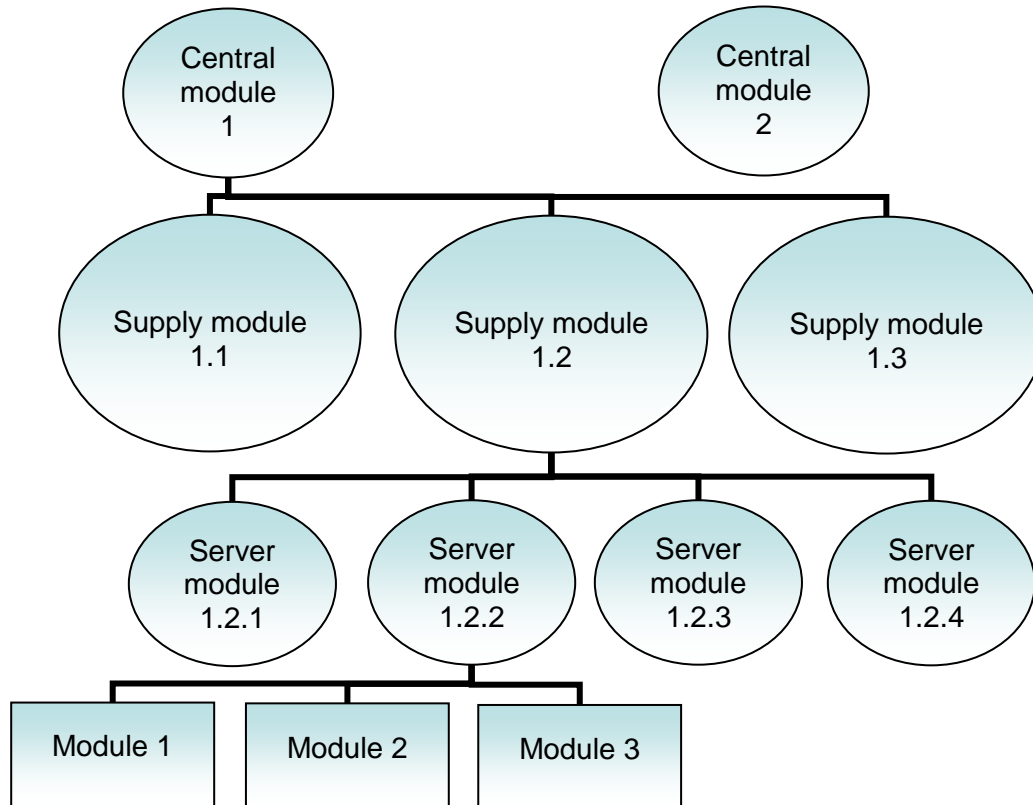 Central
module
1
Central
module
2
Supply module
1.1
Supply module
1.2
Supply module
1.3
Server
module
1.2.1
Server
module
1.2.2
Server
module
1.2.3
Server
module
1.2.4
Module 1
Module 2
Module 3